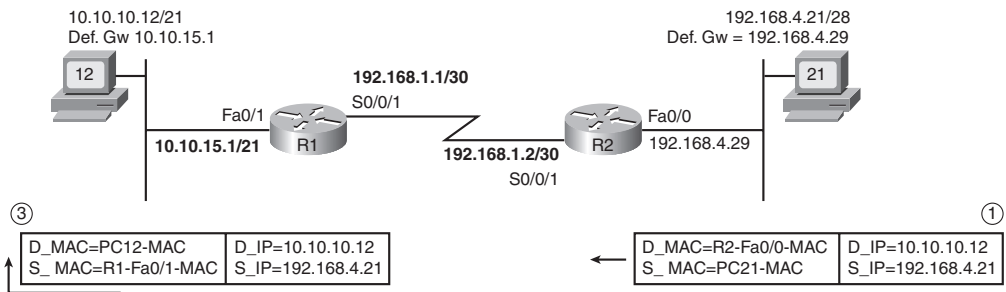 10.10.10.12/21
Def. Gw 10.10.15.1
192.168.4.21/28
Def. Gw = 192.168.4.29
12
21
192.168.1.1/30
S0/0/1
Fa0/1
10.10.15.1/21
R1
R2
Fa0/0
192.168.4.29
192.168.1.2/30
S0/0/1
3
D_MAC=PC12-MAC D_IP=10.10.10.12
S_ MAC=R1-Fa0/1-MAC S_IP=192.168.4.21
1
D_MAC=R2-Fa0/0-MAC D_IP=10.10.10.12
S_ MAC=PC21-MAC S_IP=192.168.4.21